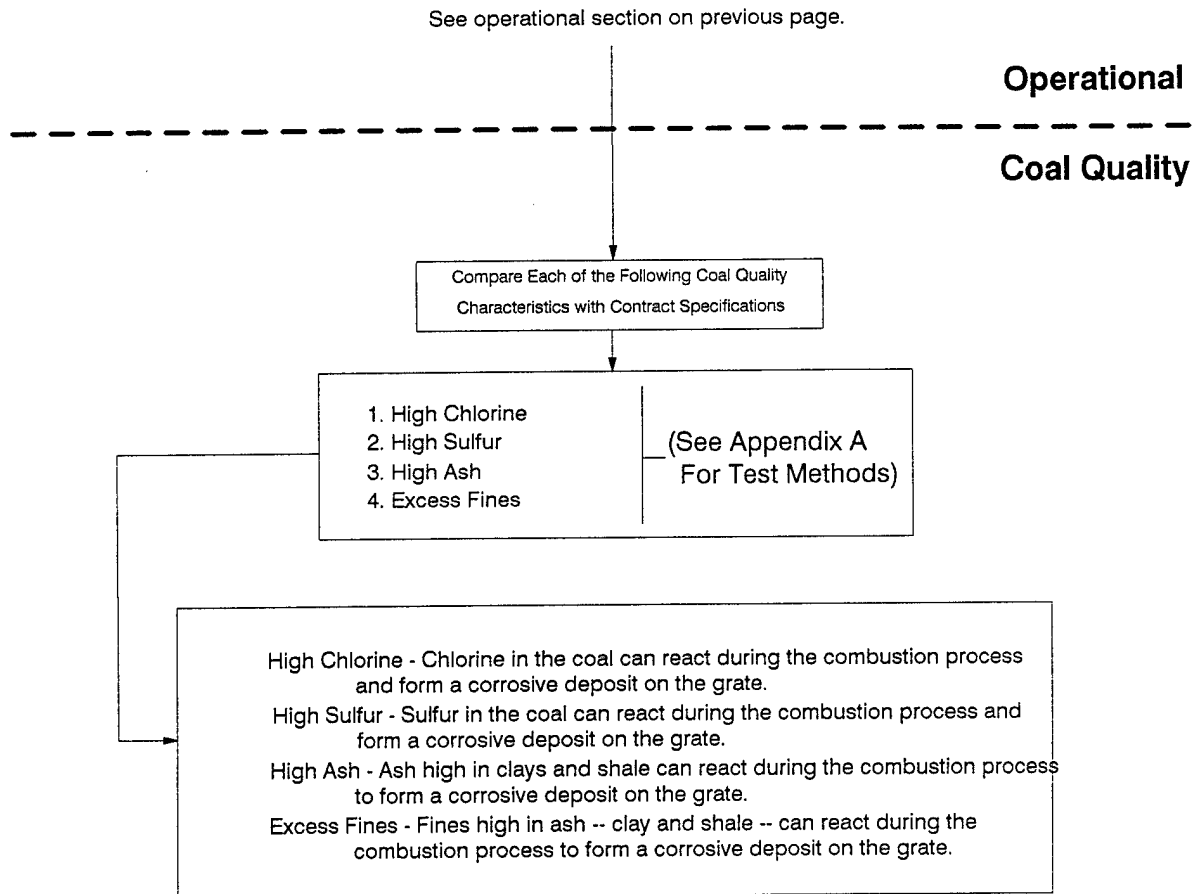 See operational section on previous page.
Operational
Coal Quality
Compare Each of the Following Coal Quality
Characteristics with Contract Specifications
1. High Chlorine
2. High Sulfur
3. High Ash
4. Excess Fines
(See Appendix A
For Test Methods)
High Chlorine - Chlorine in the coal can react during the combustion process
and form a corrosive deposit on the grate.
High Sulfur - Sulfur in the coal can react during the combustion process and
form a corrosive deposit on the grate.
High Ash - Ash high in clays and shale can react during the combustion process
to form a corrosive deposit on the grate.
Excess Fines - Fines high in ash -- clay and shale -- can react during the
combustion process to form a corrosive deposit on the grate.